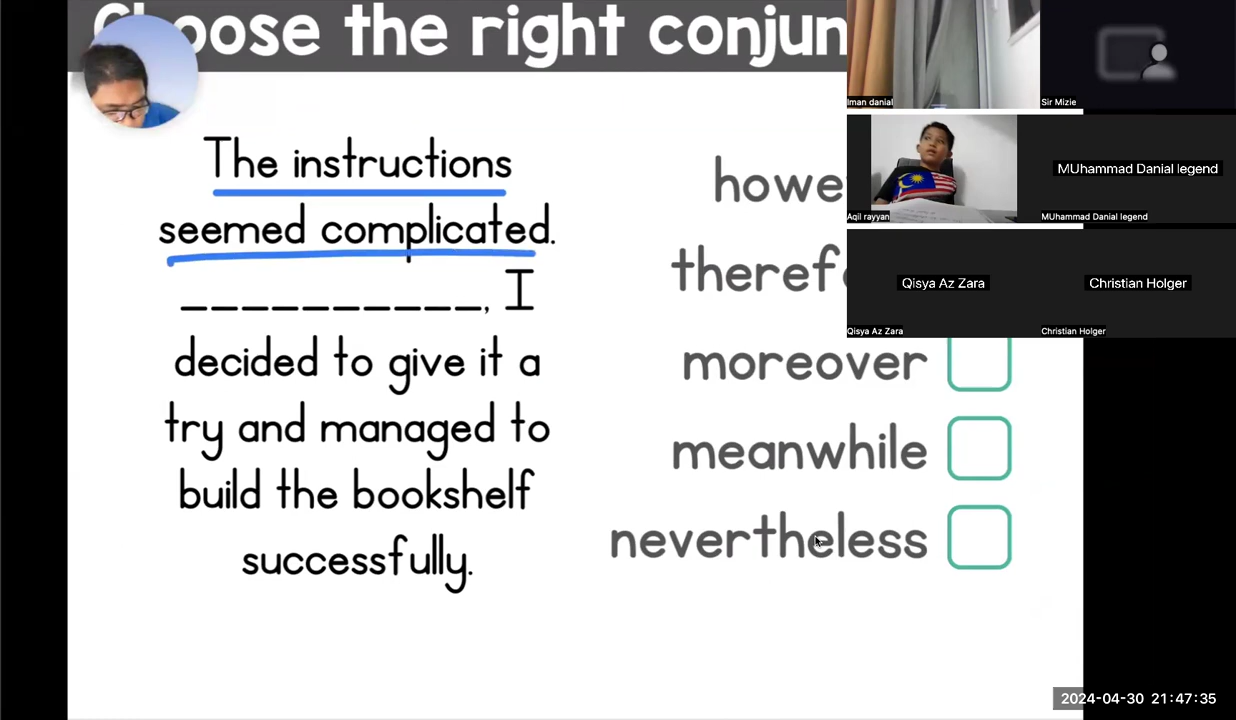 Choose the right conjun
The instructions
seemed complicated.
__________, I
decided to give it a
try and managed to
build the bookshelf
successfully.
howe
therefo
moreover
meanwhile
nevertheless
Iman danial
Sir Mizie
Aqil rayyan
MUhammad Danial legend
MUhammad Danial legend
Qisya Az Zara
Christian Holger
Qisya Az Zara
Christian Holger
2024-04-30 21:47:35